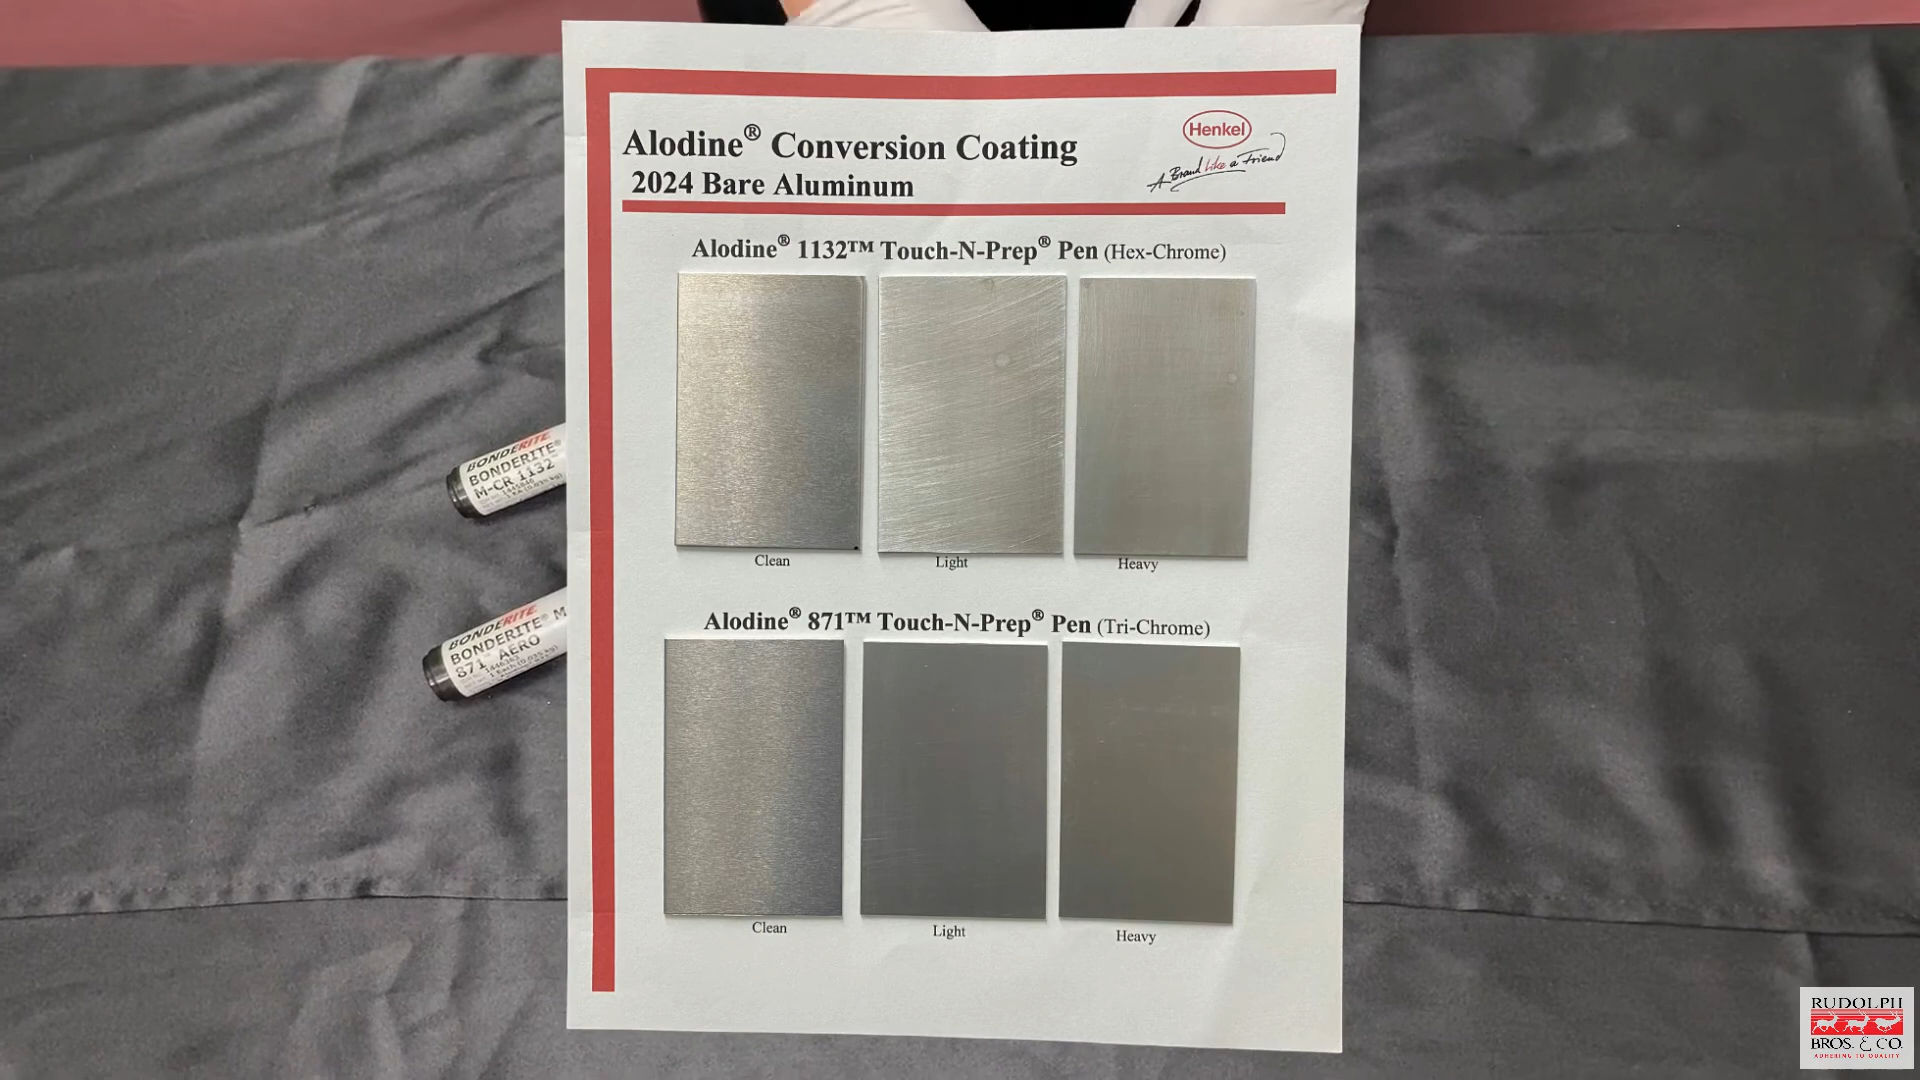 Alodine® Conversion Coating
2024 Bare Aluminum
Henkel
A Brand Like a Friend
Alodine® 1132™ Touch-N-Prep® Pen (Hex-Chrome)
Clean
Light
Heavy
BONDERITE
BONDERITE®
M-CR 1132™
Alodine® 871™ Touch-N-Prep® Pen (Tri-Chrome)
Clean
Light
Heavy
BONDERITE
BONDERITE® M
871™ AERO
RUDOLPH
BROS. & CO.
ADHERING TO QUALITY